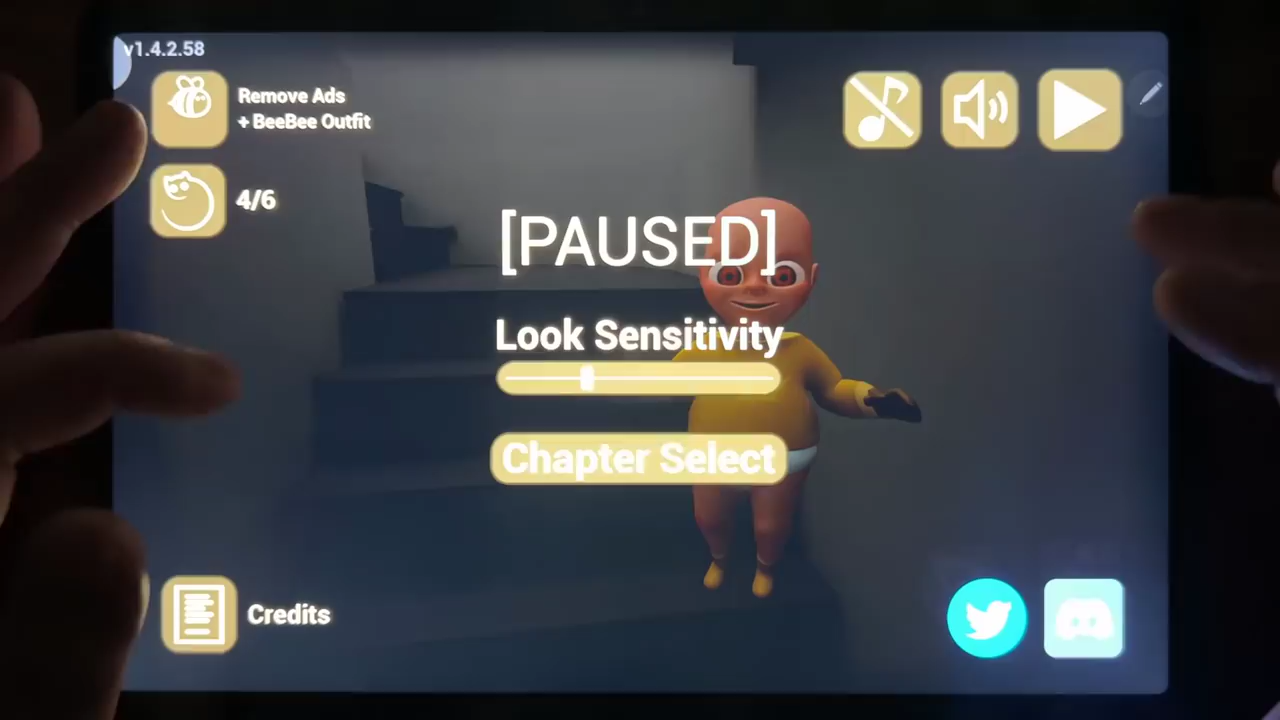 v1.4.2.58
Remove Ads
+ BeeBee Outfit
4/6
[PAUSED]
Look Sensitivity
Chapter Select
Credits